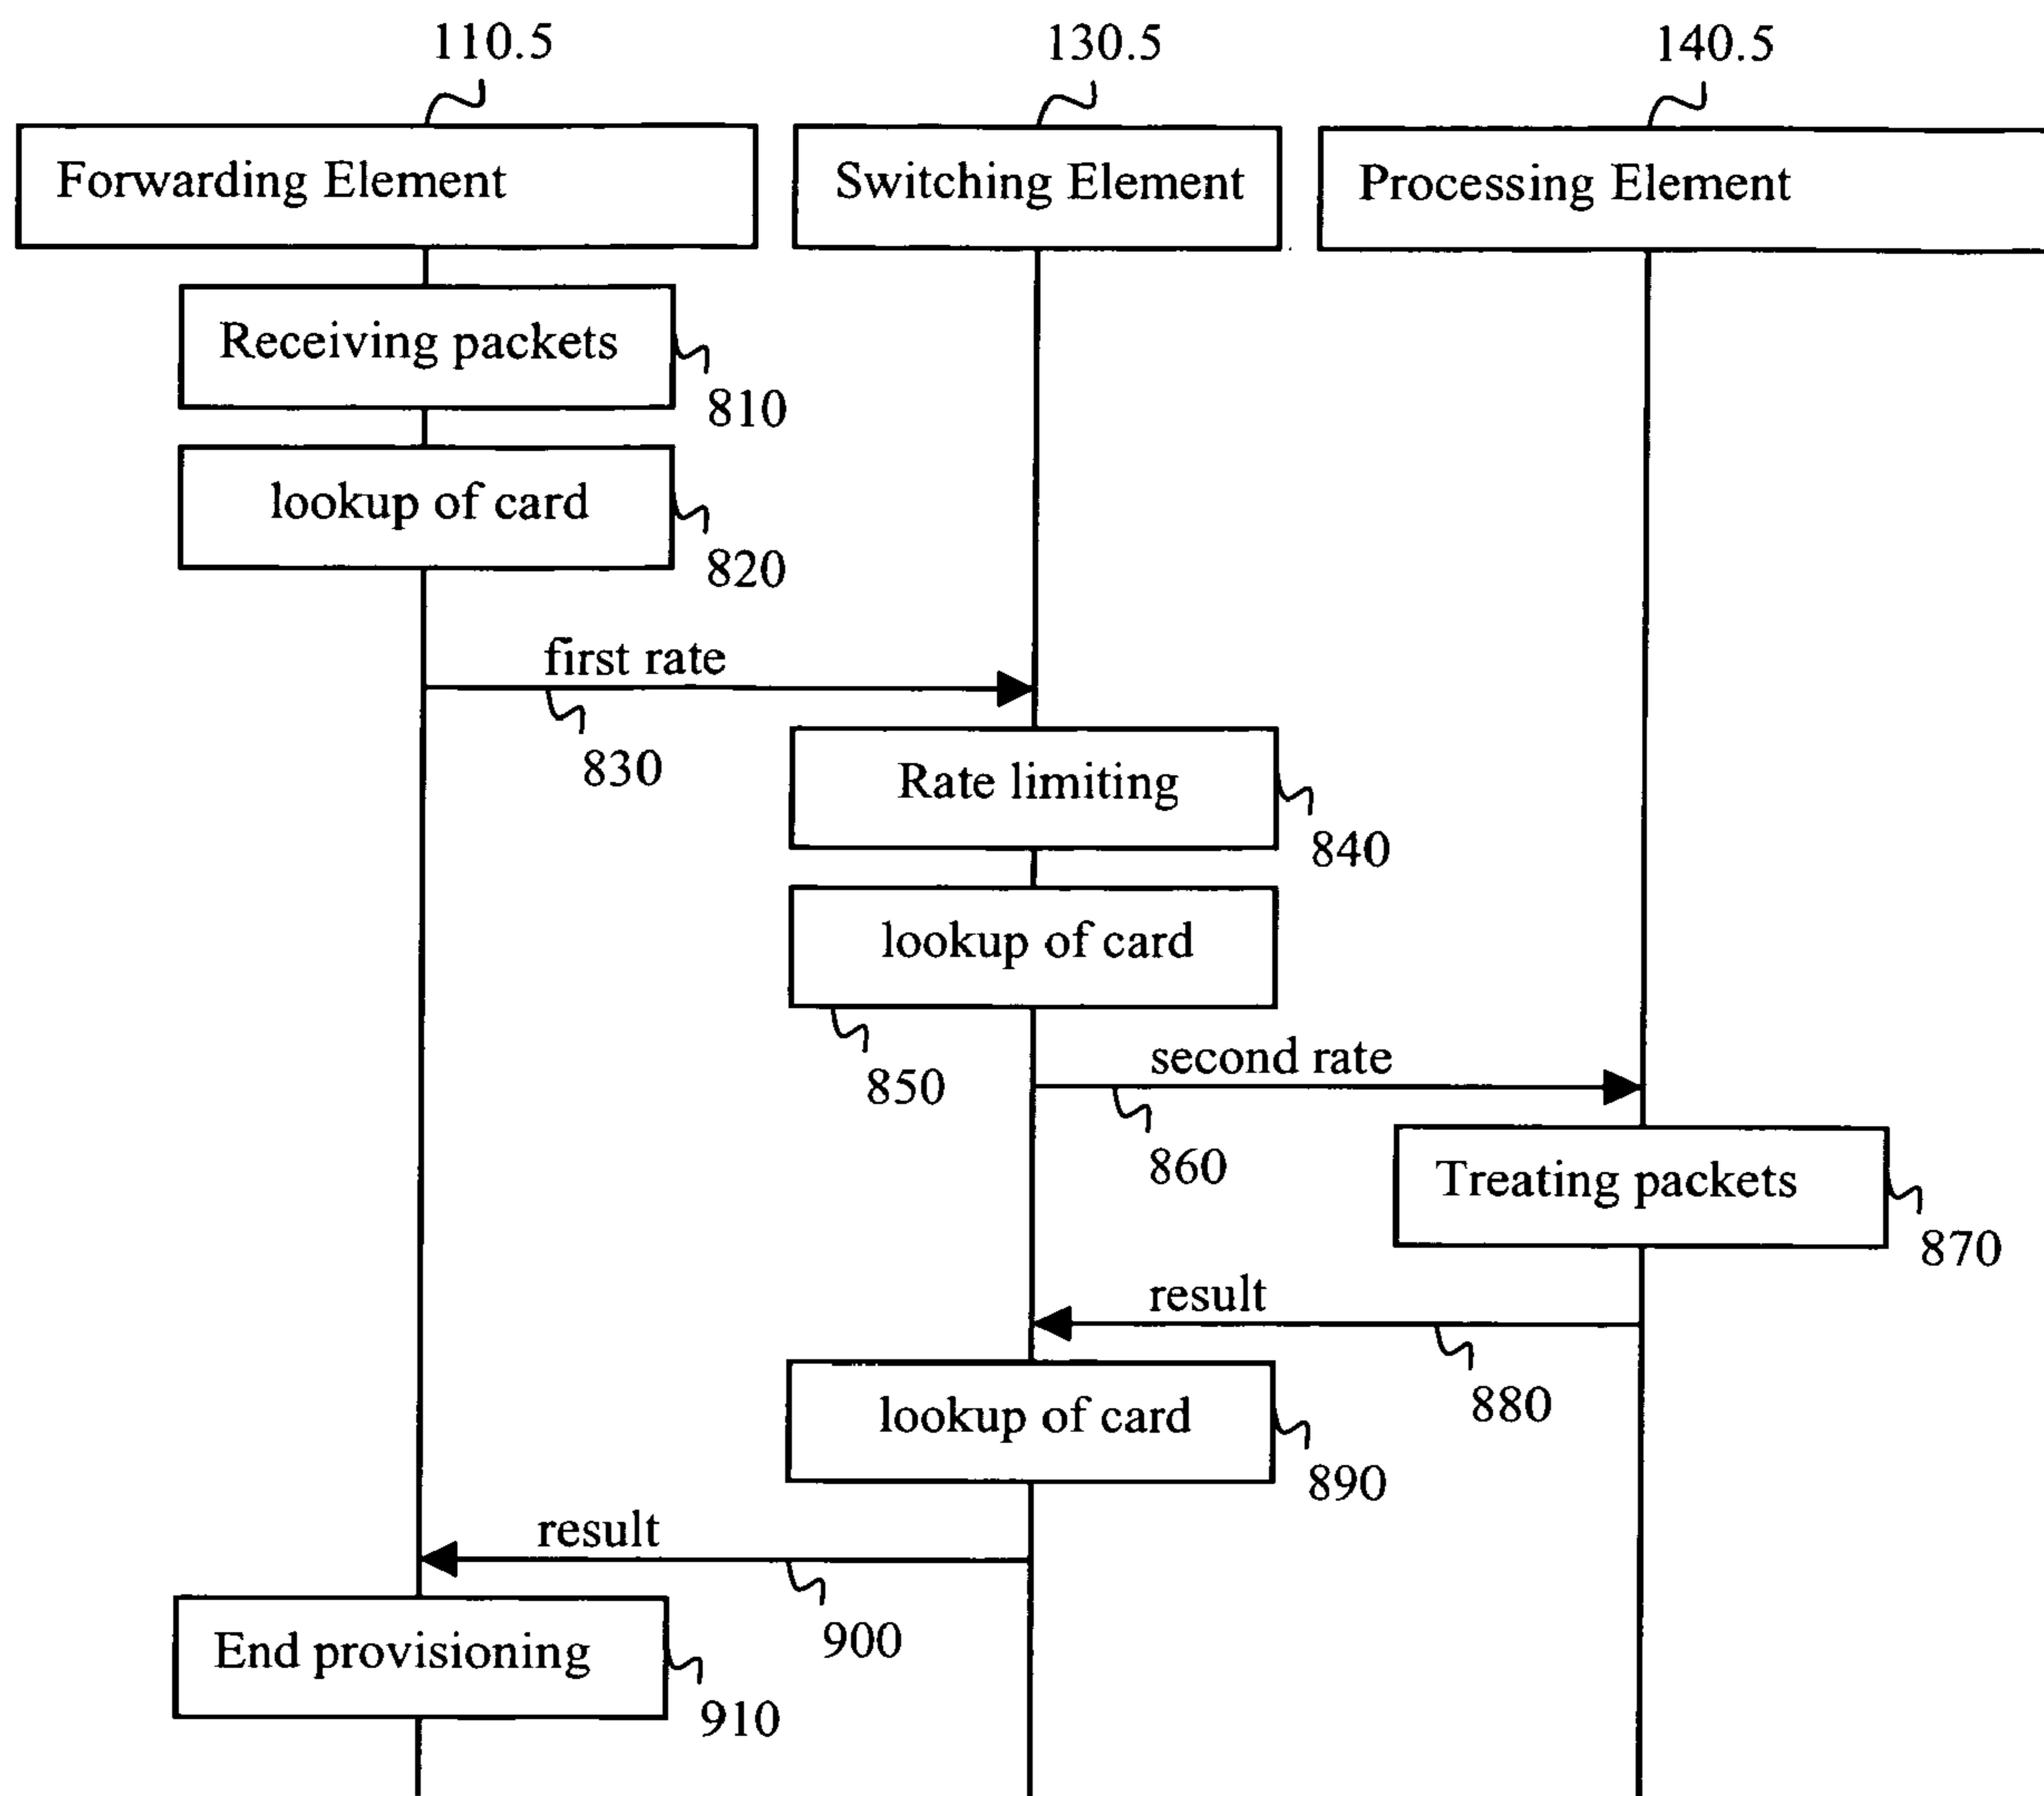 110.5
130.5
140.5
Forwarding Element
Switching Element
Processing Element
Receiving packets
810
lookup of card
820
first rate
830
Rate limiting
840
lookup of card
850
second rate
860
Treating packets
870
result
880
lookup of card
890
result
900
End provisioning
910